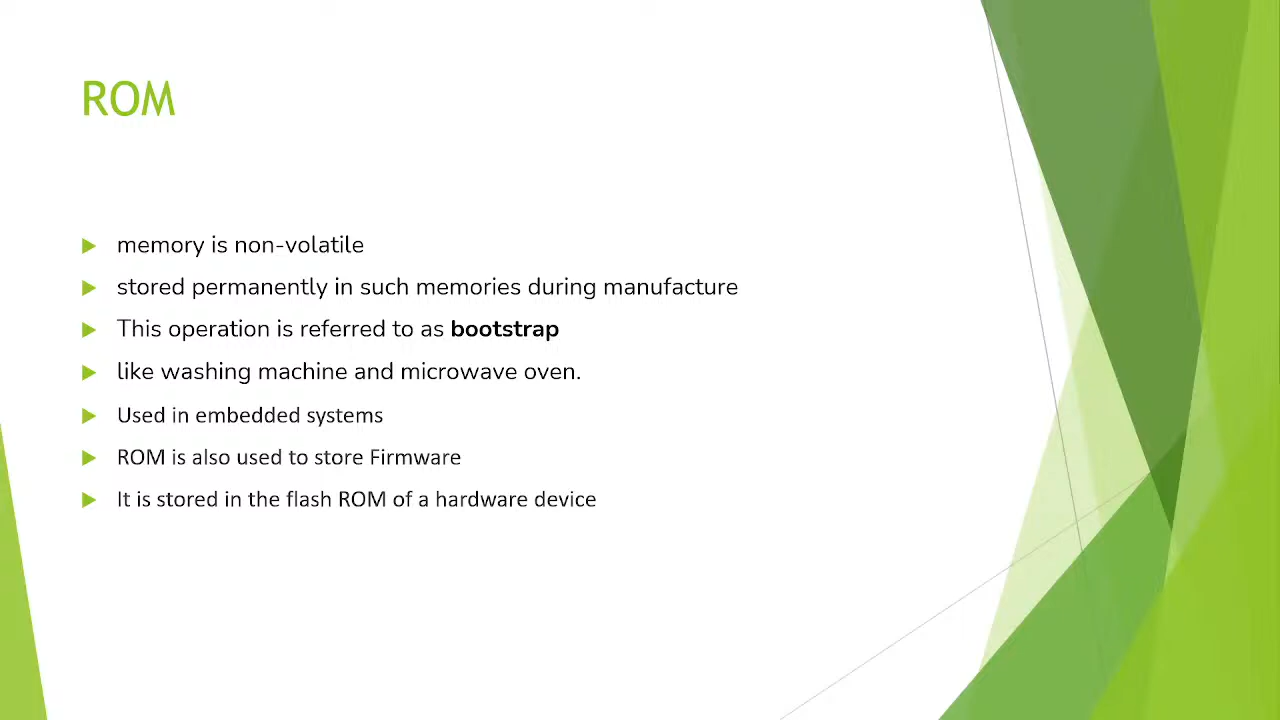 ROM
memory is non-volatile
stored permanently in such memories during manufacture
This operation is referred to as bootstrap
like washing machine and microwave oven.
Used in embedded systems
ROM is also used to store Firmware
It is stored in the flash ROM of a hardware device